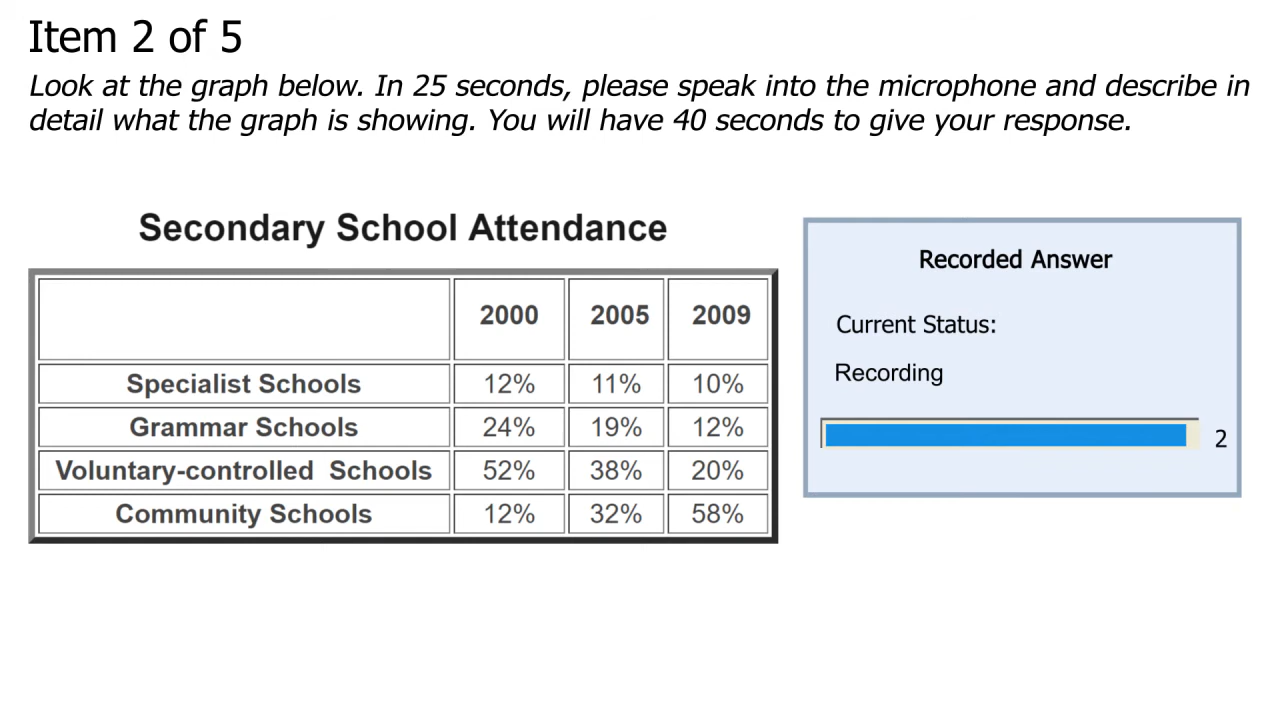 Item 2 of 5
Look at the graph below. In 25 seconds, please speak into the microphone and describe in
detail what the graph is showing. You will have 40 seconds to give your response.
Secondary School Attendance
2000 2005 2009
Specialist Schools 12% 11% 10%
Grammar Schools 24% 19% 12%
Voluntary-controlled Schools 52% 38% 20%
Community Schools 12% 32% 58%
Recorded Answer
Current Status:
Recording
2